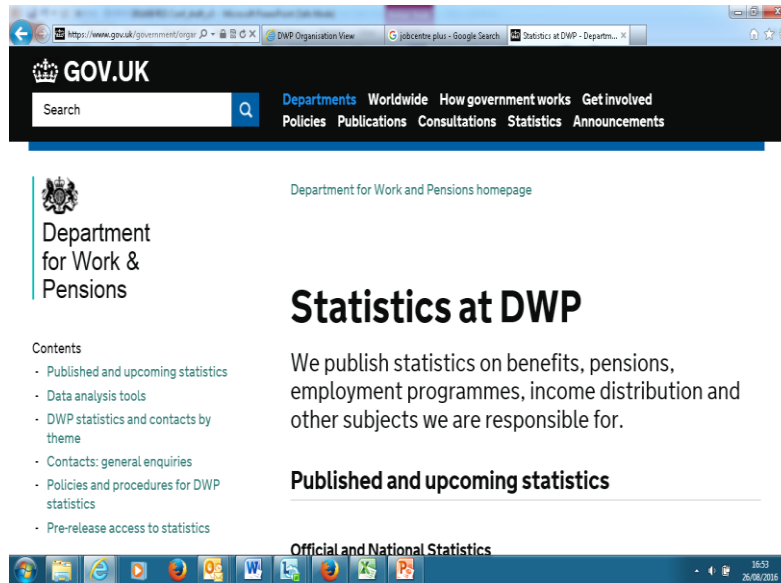 https://www.gov.uk/government/organ
DWP Organisation View
jobcentre plus - Google Search
Statistics at DWP - Departm...
GOV.UK
Search
Departments Worldwide How government works Get involved
Policies Publications Consultations Statistics Announcements
Department
for Work &
Pensions
Department for Work and Pensions homepage
Statistics at DWP
We publish statistics on benefits, pensions,
employment programmes, income distribution and
other subjects we are responsible for.
Contents
- Published and upcoming statistics
- Data analysis tools
- DWP statistics and contacts by
theme
- Contacts: general enquiries
- Policies and procedures for DWP
statistics
- Pre-release access to statistics
Published and upcoming statistics
Official and National Statistics
16:53
26/08/2016